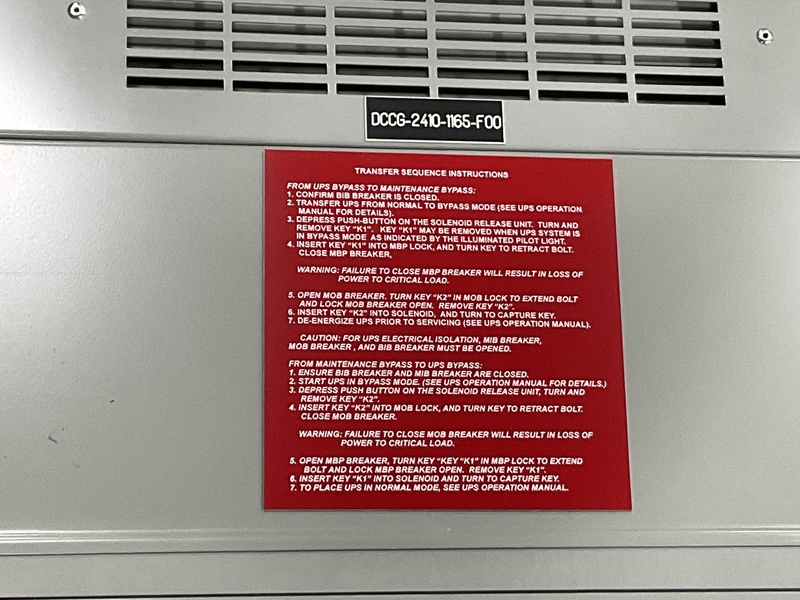 DCCG-2410-1165-F00
TRANSFER SEQUENCE INSTRUCTIONS
FROM UPS BYPASS TO MAINTENANCE BYPASS:
1. CONFIRM BIB BREAKER IS CLOSED.
2. TRANSFER UPS FROM NORMAL TO BYPASS MODE (SEE UPS OPERATION
MANUAL FOR DETAILS).
3. DEPRESS PUSH-BUTTON ON THE SOLENOID RELEASE UNIT. TURN AND
REMOVE KEY "K1". KEY "K1" MAY BE REMOVED WHEN UPS SYSTEM IS
IN BYPASS MODE AS INDICATED BY THE ILLUMINATED PILOT LIGHT.
4. INSERT KEY "K1" INTO MBP LOCK, AND TURN KEY TO RETRACT BOLT.
CLOSE MBP BREAKER,
WARNING: FAILURE TO CLOSE MBP BREAKER WILL RESULT IN LOSS OF
POWER TO CRITICAL LOAD.
5. OPEN MOB BREAKER. TURN KEY "K2" IN MOB LOCK TO EXTEND BOLT
AND LOCK MOB BREAKER OPEN. REMOVE KEY "K2".
6. INSERT KEY "K2" INTO SOLENOID, AND TURN TO CAPTURE KEY.
7. DE-ENERGIZE UPS PRIOR TO SERVICING (SEE UPS OPERATION MANUAL).
CAUTION: FOR UPS ELECTRICAL ISOLATION, MIB BREAKER,
MOB BREAKER , AND BIB BREAKER MUST BE OPENED.
FROM MAINTENANCE BYPASS TO UPS BYPASS:
1. ENSURE BIB BREAKER AND MIB BREAKER ARE CLOSED.
2. START UPS IN BYPASS MODE. (SEE UPS OPERATION MANUAL FOR DETAILS.)
3. DEPRESS PUSH BUTTON ON THE SOLENOID RELEASE UNIT, TURN AND
REMOVE KEY "K2".
4. INSERT KEY "K2" INTO MOB LOCK, AND TURN KEY TO RETRACT BOLT.
CLOSE MOB BREAKER.
WARNING: FAILURE TO CLOSE MOB BREAKER WILL RESULT IN LOSS OF
POWER TO CRITICAL LOAD.
5. OPEN MBP BREAKER, TURN KEY "KEY "K1" IN MBP LOCK TO EXTEND
BOLT AND LOCK MBP BREAKER OPEN. REMOVE KEY "K1".
6. INSERT KEY "K1" INTO SOLENOID AND TURN TO CAPTURE KEY.
7. TO PLACE UPS IN NORMAL MODE, SEE UPS OPERATION MANUAL.